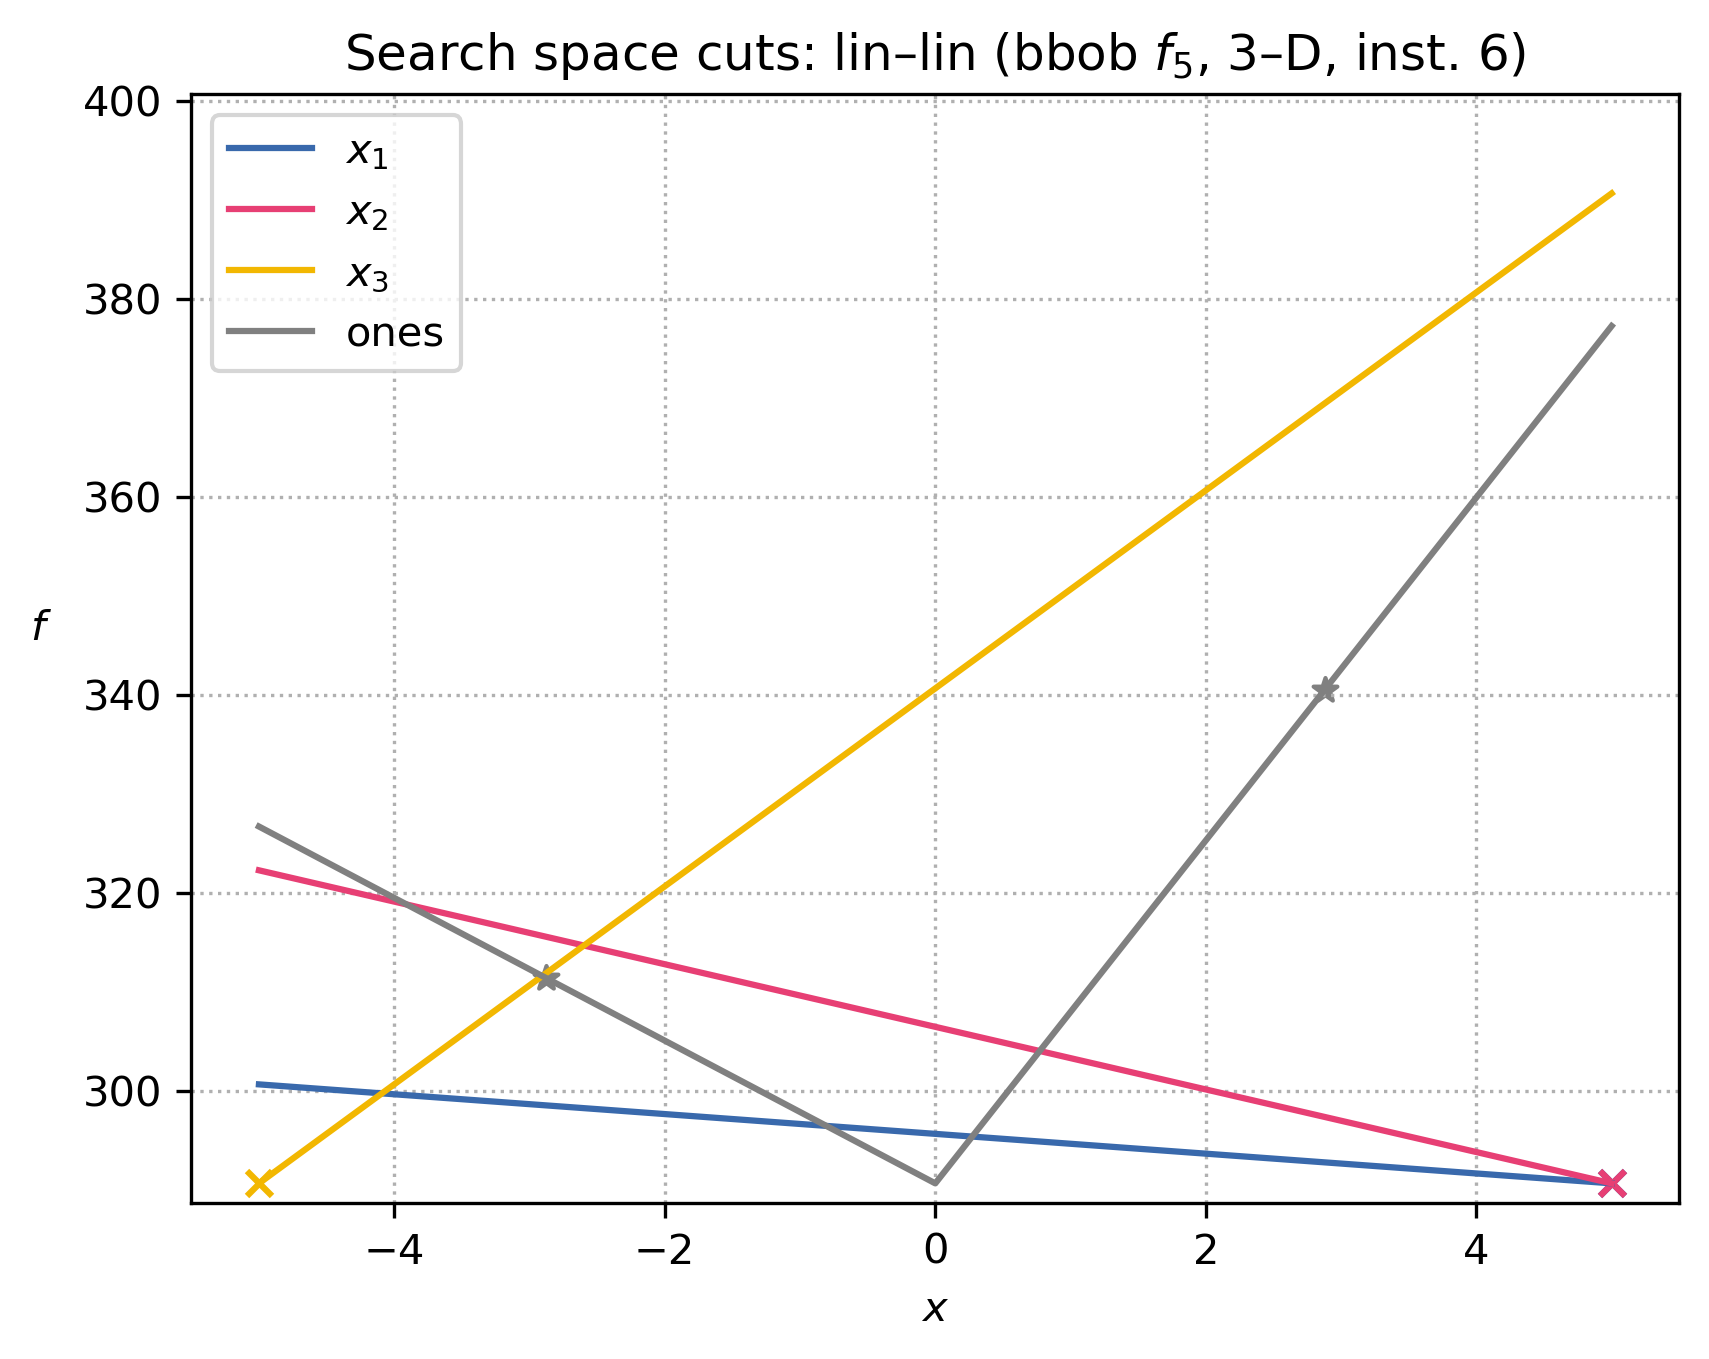 Search space cuts: lin–lin (bbob f₅, 3–D, inst. 6)
400
380
360
340
320
300
f
x₁
x₂
x₃
ones
−4 −2 0 2 4
x